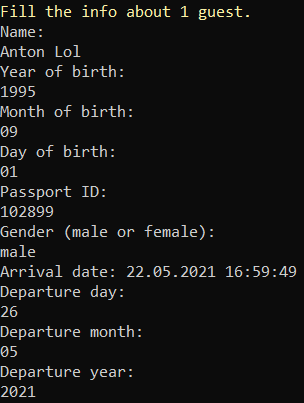 Fill the info about 1 guest.
Name:
Anton Lol
Year of birth:
1995
Month of birth:
09
Day of birth:
01
Passport ID:
102899
Gender (male or female):
male
Arrival date: 22.05.2021 16:59:49
Departure day:
26
Departure month:
05
Departure year:
2021